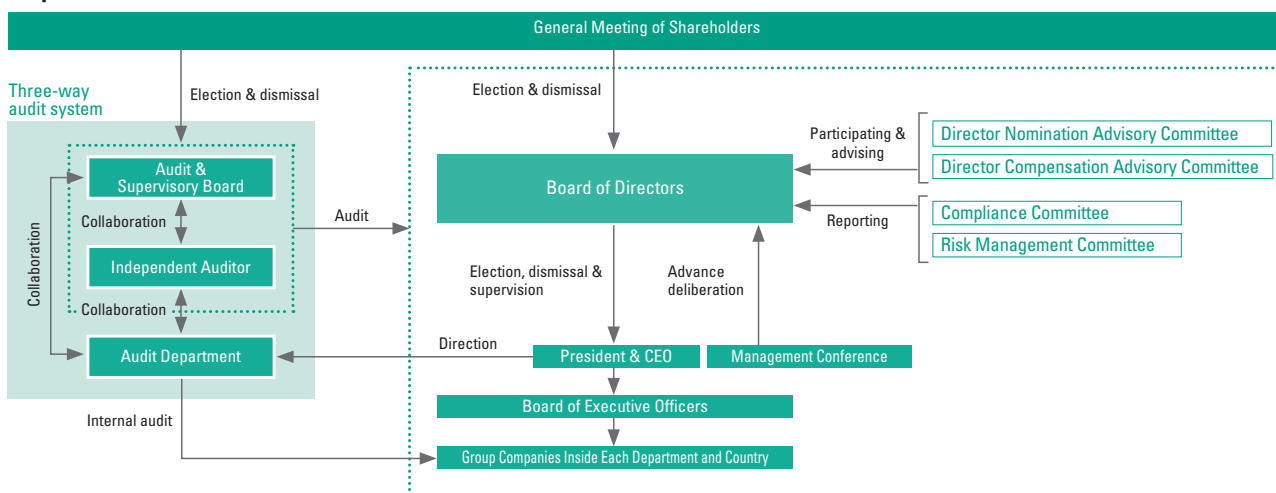 General Meeting of Shareholders
Three-way
audit system
Election & dismissal
Election & dismissal
Audit &
Supervisory Board
Collaboration
Independent Auditor
Collaboration
Collaboration
Audit Department
Audit
Board of Directors
Participating &
advising
Director Nomination Advisory Committee
Director Compensation Advisory Committee
Reporting
Compliance Committee
Risk Management Committee
Election, dismissal &
supervision
Advance
deliberation
Direction
President & CEO
Management Conference
Board of Executive Officers
Internal audit
Group Companies Inside Each Department and Country